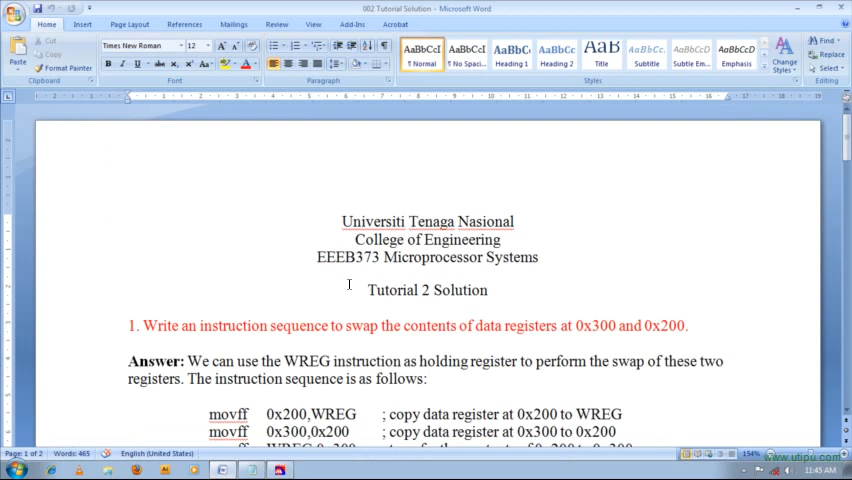 002 Tutorial Solution - Microsoft Word
Home Insert Page Layout References Mailings Review View Add-Ins Acrobat
Paste
Cut
Copy
Format Painter
Clipboard
Times New Roman 12
Font
Paragraph
AaBbCcI AaBbCcI AaBbC AaBbCc AaB AaBbCc. AaBbCcI AaBbCcI
¶ Normal ¶ No Spaci... Heading 1 Heading 2 Title Subtitle Subtle Em... Emphasis
Change Styles
Styles
Find
Replace
Select
Editing
Universiti Tenaga Nasional
College of Engineering
EEEB373 Microprocessor Systems
Tutorial 2 Solution
1. Write an instruction sequence to swap the contents of data registers at 0x300 and 0x200.
Answer: We can use the WREG instruction as holding register to perform the swap of these two
registers. The instruction sequence is as follows:
movff 0x200,WREG ; copy data register at 0x200 to WREG
movff 0x300,0x200 ; copy data register at 0x300 to 0x200
Page: 1 of 2 Words: 465 English (United States) 154%
www.utipu.com
11:45 AM